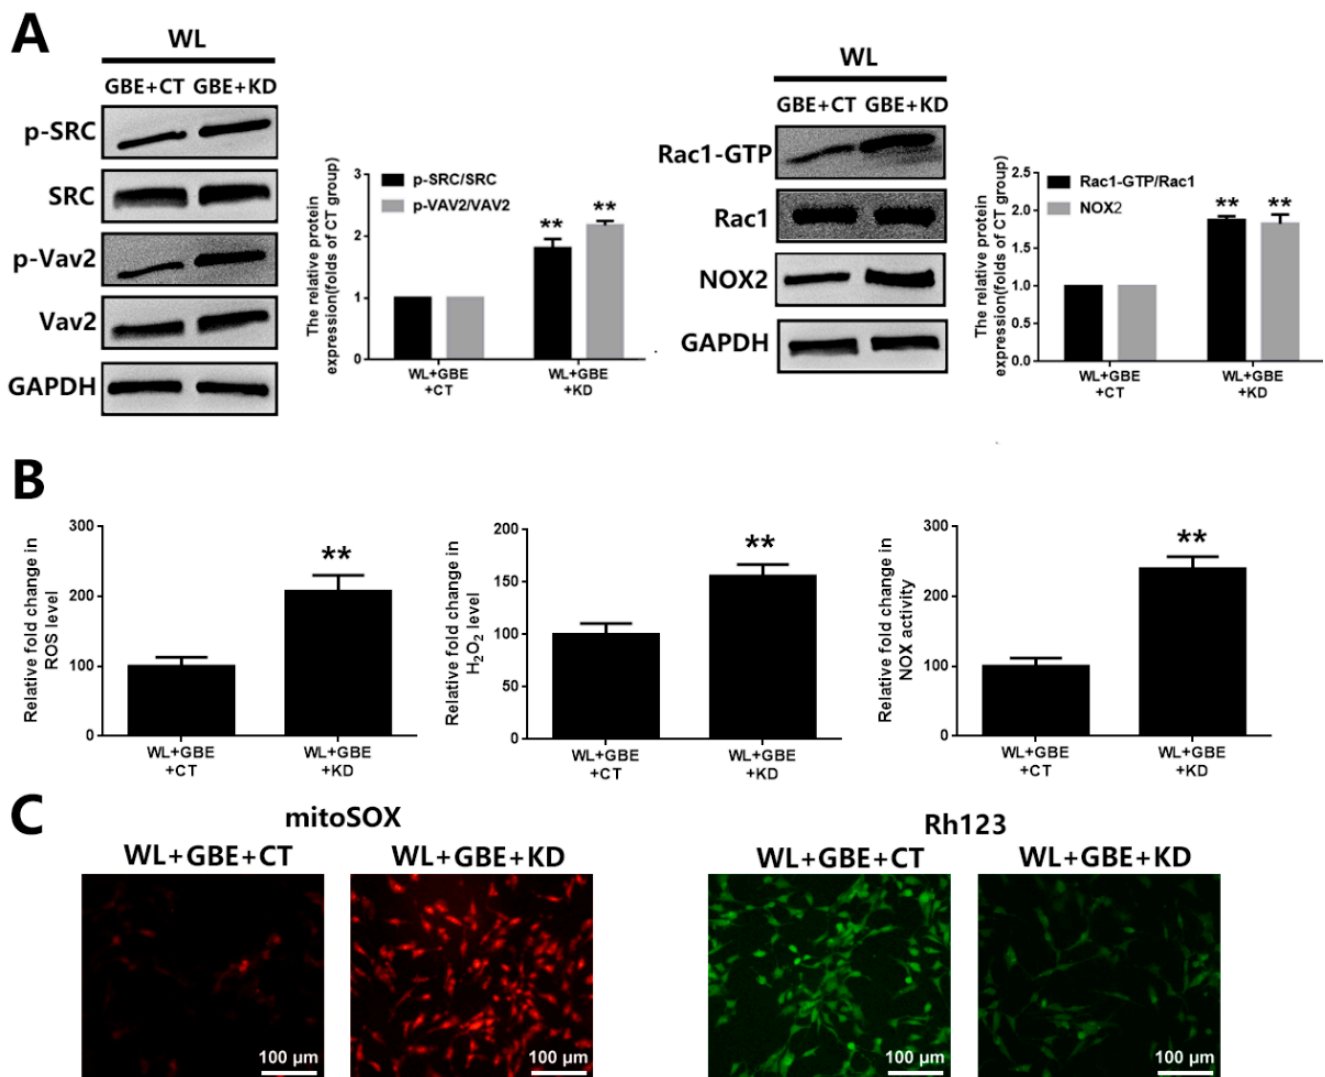 A
WL
GBE+CT GBE+KD
p-SRC
SRC
p-Vav2
Vav2
GAPDH
The relative protein
expression(folds of CT group)
3
2
1
0
p-SRC/SRC
p-VAV2/VAV2
**
**
WL+GBE
+CT
WL+GBE
+KD
WL
GBE+CT GBE+KD
Rac1-GTP
Rac1
NOX2
GAPDH
The relative protein
expression(folds of CT group)
2.5
2.0
1.5
1.0
0.5
0.0
Rac1-GTP/Rac1
NOX2
**
**
WL+GBE
+CT
WL+GBE
+KD
B
Relative fold change in
ROS level
300
200
100
0
**
WL+GBE
+CT
WL+GBE
+KD
Relative fold change in
H₂O₂ level
200
150
100
50
0
**
WL+GBE
+CT
WL+GBE
+KD
Relative fold change in
NOX activity
300
200
100
0
**
WL+GBE
+CT
WL+GBE
+KD
C
mitoSOX
WL+GBE+CT
WL+GBE+KD
100 μm
100 μm
Rh123
WL+GBE+CT
WL+GBE+KD
100 μm
100 μm